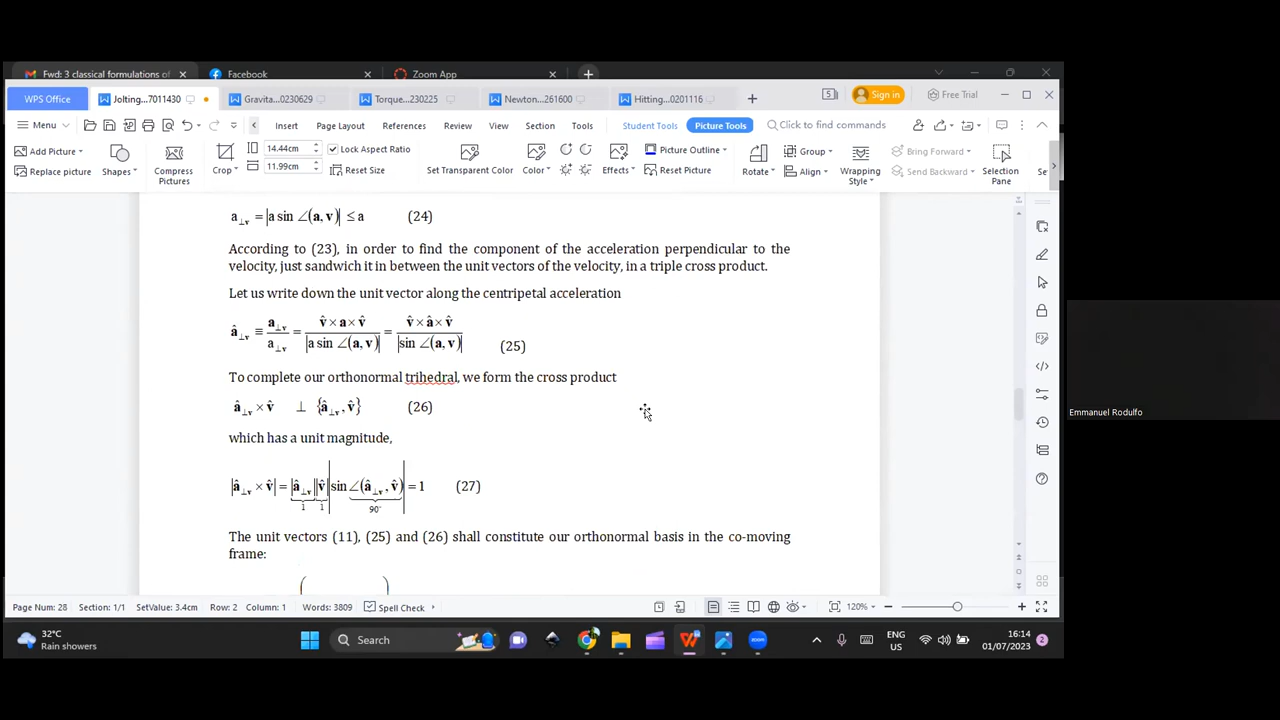 Fwd: 3 classical formulations of
Facebook
Zoom App
WPS Office
Jolting...7011430
Gravita...0230629
Torque...230225
Newton...261600
Hitting...0201116
Sign in
Free Trial
Menu
Insert
Page Layout
References
Review
View
Section
Tools
Student Tools
Picture Tools
Click to find commands
Add Picture
Replace picture
Shapes
Compress Pictures
Crop
14.44cm
11.99cm
Lock Aspect Ratio
Reset Size
Set Transparent Color
Color
Effects
Picture Outline
Reset Picture
Rotate
Group
Align
Wrapping Style
Bring Forward
Send Backward
Selection Pane
Se
a⊥v = |a sin ∠(a, v)| ≤ a (24)
According to (23), in order to find the component of the acceleration perpendicular to the
velocity, just sandwich it in between the unit vectors of the velocity, in a triple cross product.
Let us write down the unit vector along the centripetal acceleration
â⊥v ≡ a⊥v / a⊥v = v̂ × a × v̂ / |a sin ∠(a, v)| = v̂ × â × v̂ / |sin ∠(a, v)| (25)
To complete our orthonormal trihedral, we form the cross product
â⊥v × v̂ ⊥ {â⊥v, v̂} (26)
which has a unit magnitude,
|â⊥v × v̂| = |â⊥v| |v̂| |sin ∠(â⊥v, v̂)| = 1 (27)
1 1 90°
The unit vectors (11), (25) and (26) shall constitute our orthonormal basis in the co-moving
frame:
Emmanuel Rodulfo
Page Num: 28
Section: 1/1
SetValue: 3.4cm
Row: 2
Column: 1
Words: 3809
Spell Check
120%
32°C
Rain showers
Search
ENG
US
16:14
01/07/2023
2